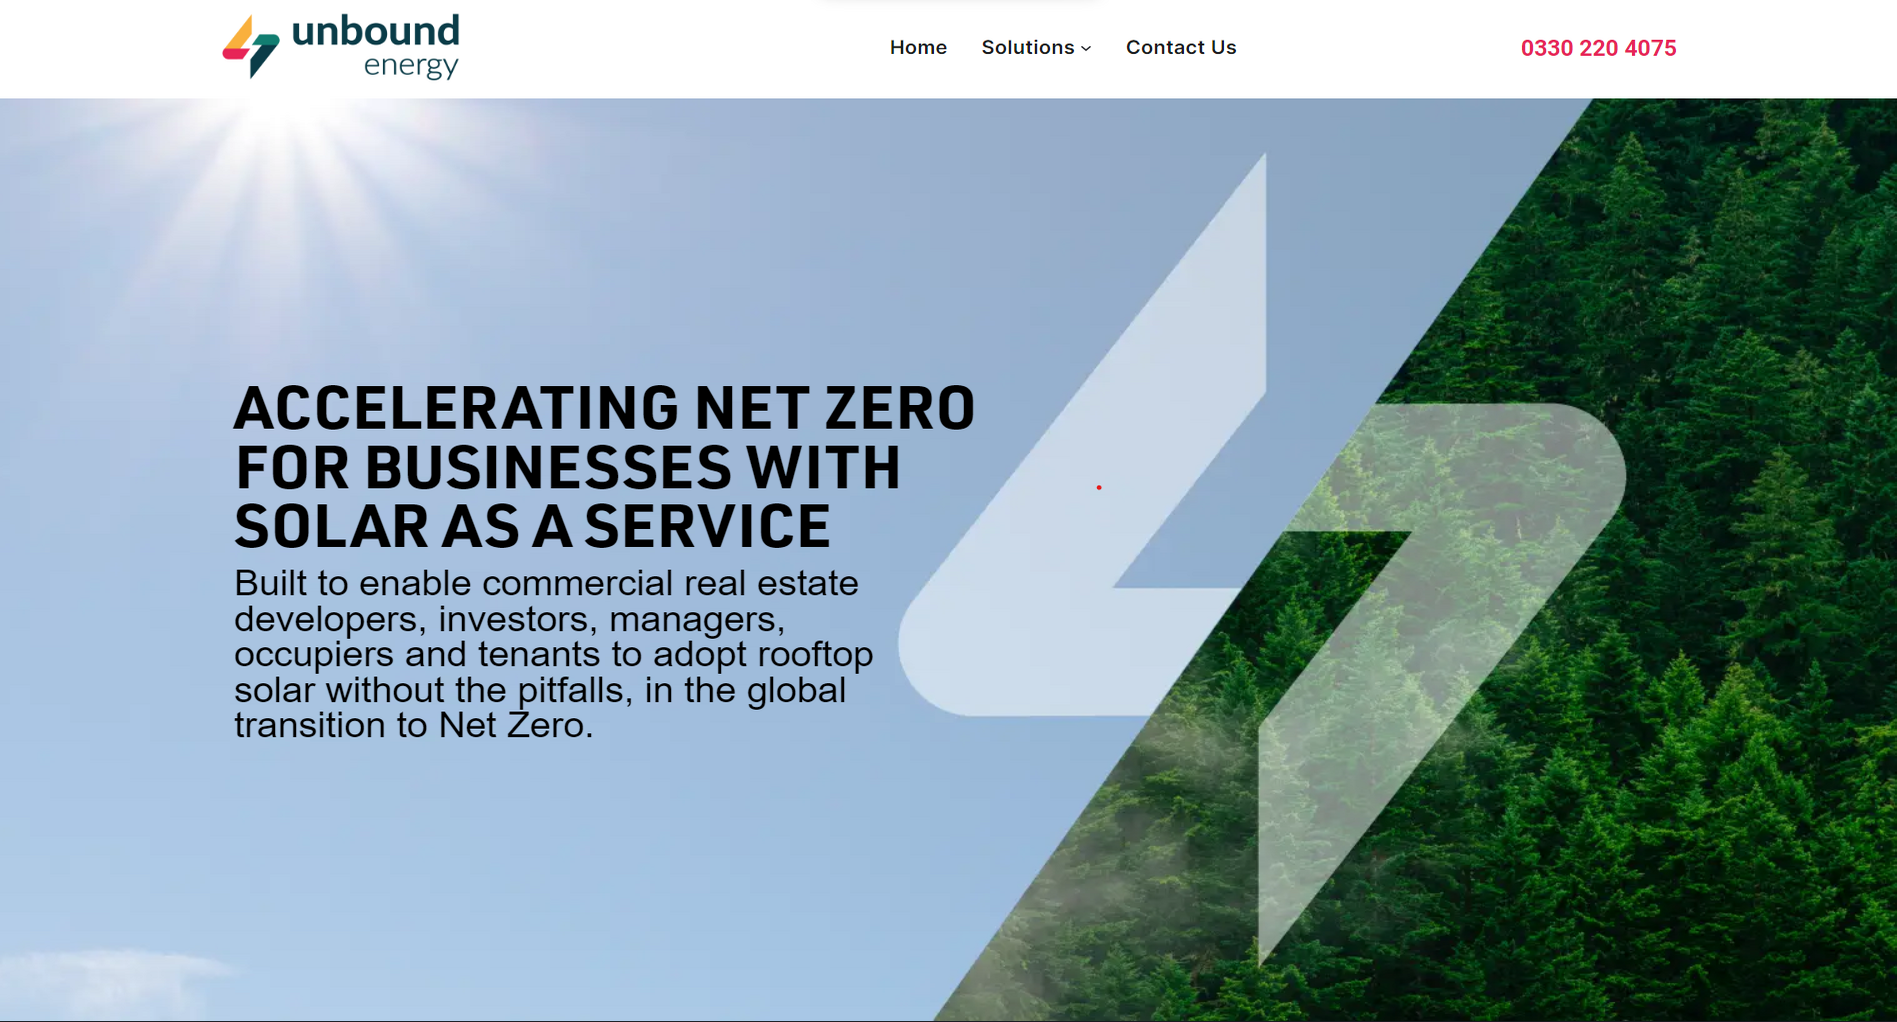 unbound
energy
Home Solutions Contact Us 0330 220 4075
ACCELERATING NET ZERO
FOR BUSINESSES WITH
SOLAR AS A SERVICE
Built to enable commercial real estate
developers, investors, managers,
occupiers and tenants to adopt rooftop
solar without the pitfalls, in the global
transition to Net Zero.